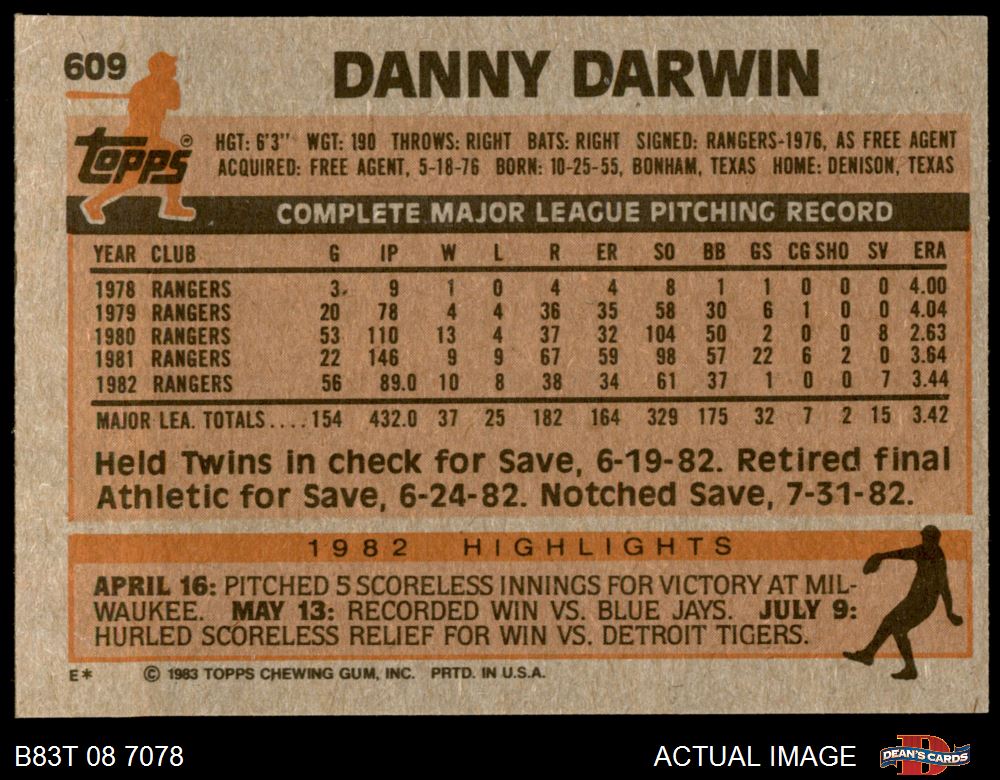 609
DANNY DARWIN
Topps®
HGT: 6'3" WGT: 190 THROWS: RIGHT BATS: RIGHT SIGNED: RANGERS-1976, AS FREE AGENT
ACQUIRED: FREE AGENT, 5-18-76 BORN: 10-25-55, BONHAM, TEXAS HOME: DENISON, TEXAS
COMPLETE MAJOR LEAGUE PITCHING RECORD
YEAR CLUB G IP W L R ER SO BB GS CG SHO SV ERA
1978 RANGERS 3 9 1 0 4 4 8 1 1 0 0 0 4.00
1979 RANGERS 20 78 4 4 36 35 58 30 6 1 0 0 4.04
1980 RANGERS 53 110 13 4 37 32 104 50 2 0 0 8 2.63
1981 RANGERS 22 146 9 9 67 59 98 57 22 6 2 0 3.64
1982 RANGERS 56 89.0 10 8 38 34 61 37 1 0 0 7 3.44
MAJOR LEA. TOTALS.... 154 432.0 37 25 182 164 329 175 32 7 2 15 3.42
Held Twins in check for Save, 6-19-82. Retired final
Athletic for Save, 6-24-82. Notched Save, 7-31-82.
1982 HIGHLIGHTS
APRIL 16: PITCHED 5 SCORELESS INNINGS FOR VICTORY AT MIL-
WAUKEE. MAY 13: RECORDED WIN VS. BLUE JAYS. JULY 9:
HURLED SCORELESS RELIEF FOR WIN VS. DETROIT TIGERS.
E* © 1983 TOPPS CHEWING GUM, INC. PRTD. IN U.S.A.
B83T 08 7078 ACTUAL IMAGE DEAN'S CARDS